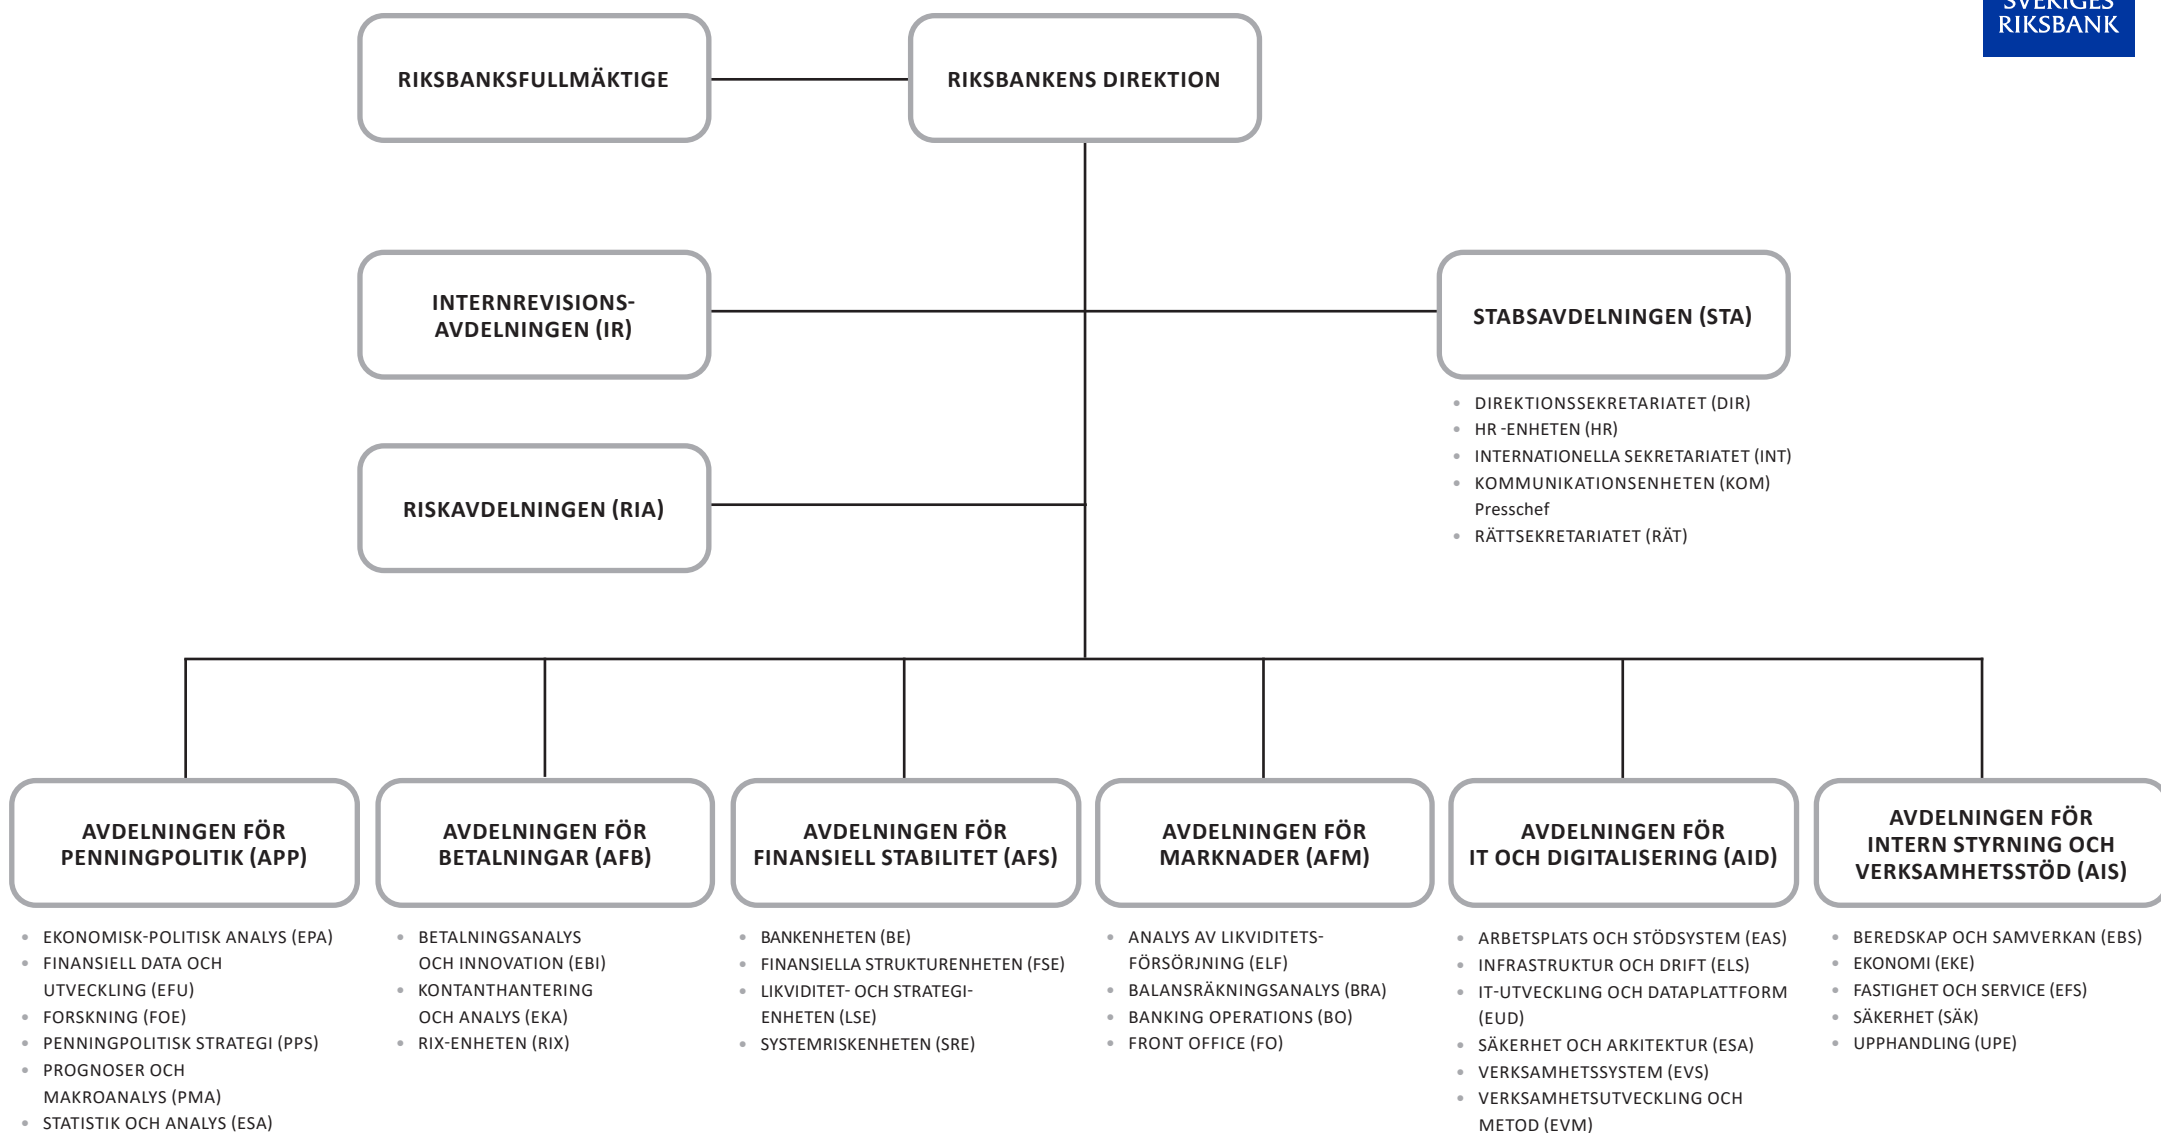 SVERIGES
RIKSBANK
RIKSBANKSFULLMÄKTIGE
RIKSBANKENS DIREKTION
INTERNREVISIONS-
AVDELNINGEN (IR)
STABSAVDELNINGEN (STA)
• DIREKTIONSSEKRETARIATET (DIR)
• HR -ENHETEN (HR)
• INTERNATIONELLA SEKRETARIATET (INT)
• KOMMUNIKATIONSENHETEN (KOM)
Presschef
• RÄTTSEKRETARIATET (RÄT)
RISKAVDELNINGEN (RIA)
AVDELNINGEN FÖR
PENNINGPOLITIK (APP)
• EKONOMISK-POLITISK ANALYS (EPA)
• FINANSIELL DATA OCH
UTVECKLING (EFU)
• FORSKNING (FOE)
• PENNINGPOLITISK STRATEGI (PPS)
• PROGNOSER OCH
MAKROANALYS (PMA)
• STATISTIK OCH ANALYS (ESA)
AVDELNINGEN FÖR
BETALNINGAR (AFB)
• BETALNINGSANALYS
OCH INNOVATION (EBI)
• KONTANTHANTERING
OCH ANALYS (EKA)
• RIX-ENHETEN (RIX)
AVDELNINGEN FÖR
FINANSIELL STABILITET (AFS)
• BANKENHETEN (BE)
• FINANSIELLA STRUKTURENHETEN (FSE)
• LIKVIDITET- OCH STRATEGI-
ENHETEN (LSE)
• SYSTEMRISKENHETEN (SRE)
AVDELNINGEN FÖR
MARKNADER (AFM)
• ANALYS AV LIKVIDITETS-
FÖRSÖRJNING (ELF)
• BALANSRÄKNINGSANALYS (BRA)
• BANKING OPERATIONS (BO)
• FRONT OFFICE (FO)
AVDELNINGEN FÖR
IT OCH DIGITALISERING (AID)
• ARBETSPLATS OCH STÖDSYSTEM (EAS)
• INFRASTRUKTUR OCH DRIFT (ELS)
• IT-UTVECKLING OCH DATAPLATTFORM
(EUD)
• SÄKERHET OCH ARKITEKTUR (ESA)
• VERKSAMHETSSYSTEM (EVS)
• VERKSAMHETSUTVECKLING OCH
METOD (EVM)
AVDELNINGEN FÖR
INTERN STYRNING OCH
VERKSAMHETSSTÖD (AIS)
• BEREDSKAP OCH SAMVERKAN (EBS)
• EKONOMI (EKE)
• FASTIGHET OCH SERVICE (EFS)
• SÄKERHET (SÄK)
• UPPHANDLING (UPE)